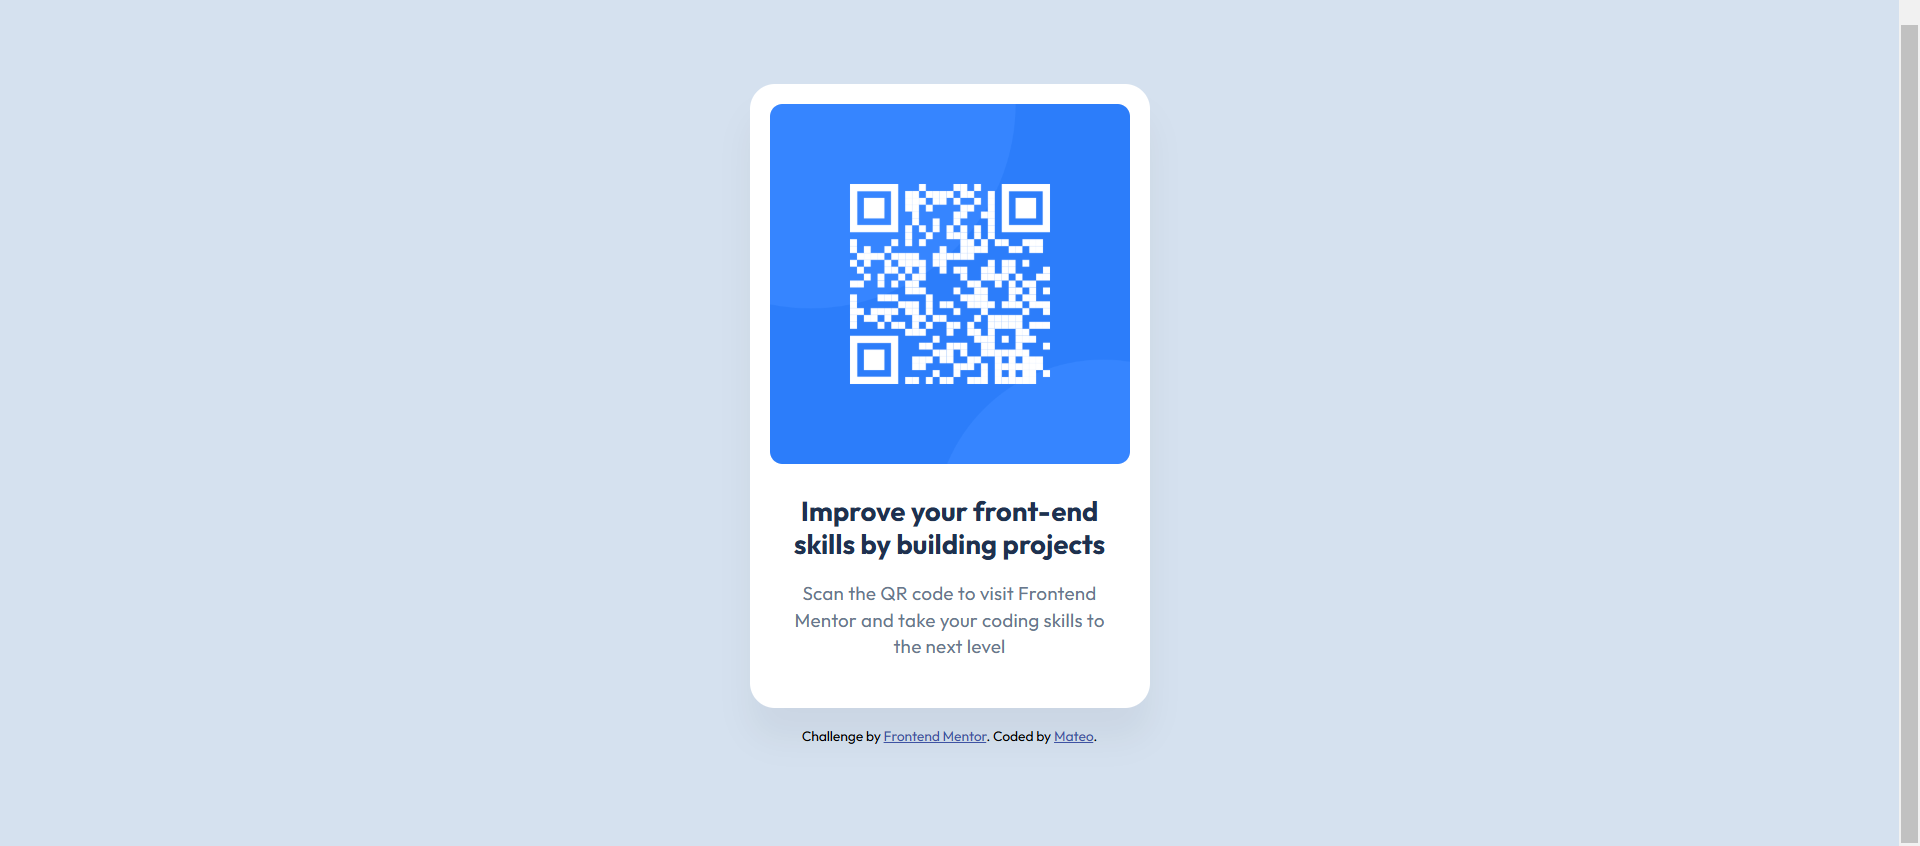 Improve your front-end
skills by building projects
Scan the QR code to visit Frontend
Mentor and take your coding skills to
the next level
Challenge by Frontend Mentor. Coded by Mateo.